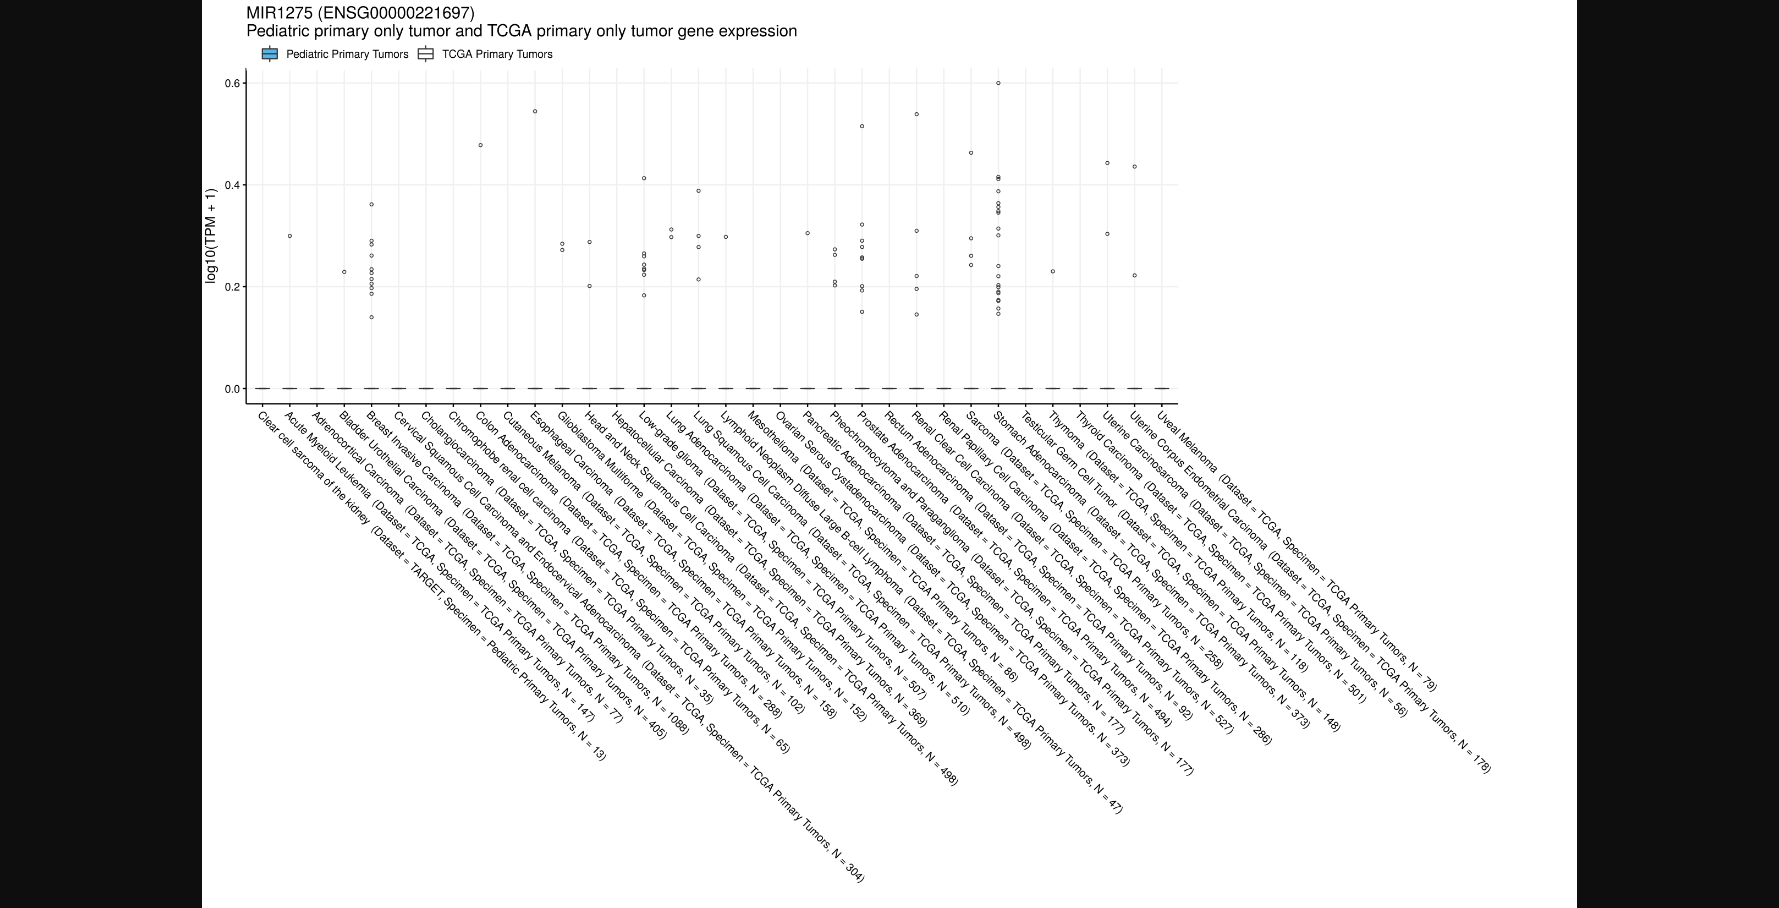 MIR1275 (ENSG00000221697)
Pediatric primary only tumor and TCGA primary only tumor gene expression
Pediatric Primary Tumors
TCGA Primary Tumors
log10(TPM + 1)
0.6
0.4
0.2
0.0
Clear cell sarcoma of the kidney (Dataset = TARGET, Specimen = Pediatric Primary Tumors, N = 13)
Acute Myeloid Leukemia (Dataset = TCGA, Specimen = TCGA Primary Tumors, N = 147)
Adrenocortical Carcinoma (Dataset = TCGA, Specimen = TCGA Primary Tumors, N = 77)
Bladder Urothelial Carcinoma (Dataset = TCGA, Specimen = TCGA Primary Tumors, N = 405)
Breast Invasive Carcinoma (Dataset = TCGA, Specimen = TCGA Primary Tumors, N = 1088)
Cervical Squamous Cell Carcinoma and Endocervical Adenocarcinoma (Dataset = TCGA, Specimen = TCGA Primary Tumors, N = 304)
Cholangiocarcinoma (Dataset = TCGA, Specimen = TCGA Primary Tumors, N = 35)
Chromophobe renal cell carcinoma (Dataset = TCGA, Specimen = TCGA Primary Tumors, N = 65)
Colon Adenocarcinoma (Dataset = TCGA, Specimen = TCGA Primary Tumors, N = 288)
Cutaneous Melanoma (Dataset = TCGA, Specimen = TCGA Primary Tumors, N = 102)
Esophageal Carcinoma (Dataset = TCGA, Specimen = TCGA Primary Tumors, N = 158)
Glioblastoma Multiforme (Dataset = TCGA, Specimen = TCGA Primary Tumors, N = 152)
Head and Neck Squamous Cell Carcinoma (Dataset = TCGA, Specimen = TCGA Primary Tumors, N = 498)
Hepatocellular Carcinoma (Dataset = TCGA, Specimen = TCGA Primary Tumors, N = 369)
Low-grade glioma (Dataset = TCGA, Specimen = TCGA Primary Tumors, N = 507)
Lung Adenocarcinoma (Dataset = TCGA, Specimen = TCGA Primary Tumors, N = 510)
Lung Squamous Cell Carcinoma (Dataset = TCGA, Specimen = TCGA Primary Tumors, N = 498)
Lymphoid Neoplasm Diffuse Large B-cell Lymphoma (Dataset = TCGA, Specimen = TCGA Primary Tumors, N = 47)
Mesothelioma (Dataset = TCGA, Specimen = TCGA Primary Tumors, N = 86)
Ovarian Serous Cystadenocarcinoma (Dataset = TCGA, Specimen = TCGA Primary Tumors, N = 373)
Pancreatic Adenocarcinoma (Dataset = TCGA, Specimen = TCGA Primary Tumors, N = 177)
Pheochromocytoma and Paraganglioma (Dataset = TCGA, Specimen = TCGA Primary Tumors, N = 177)
Prostate Adenocarcinoma (Dataset = TCGA, Specimen = TCGA Primary Tumors, N = 494)
Rectum Adenocarcinoma (Dataset = TCGA, Specimen = TCGA Primary Tumors, N = 92)
Renal Clear Cell Carcinoma (Dataset = TCGA, Specimen = TCGA Primary Tumors, N = 527)
Renal Papillary Cell Carcinoma (Dataset = TCGA, Specimen = TCGA Primary Tumors, N = 286)
Sarcoma (Dataset = TCGA, Specimen = TCGA Primary Tumors, N = 258)
Stomach Adenocarcinoma (Dataset = TCGA, Specimen = TCGA Primary Tumors, N = 373)
Testicular Germ Cell Tumor (Dataset = TCGA, Specimen = TCGA Primary Tumors, N = 148)
Thymoma (Dataset = TCGA, Specimen = TCGA Primary Tumors, N = 118)
Thyroid Carcinoma (Dataset = TCGA, Specimen = TCGA Primary Tumors, N = 501)
Uterine Carcinosarcoma (Dataset = TCGA, Specimen = TCGA Primary Tumors, N = 56)
Uterine Corpus Endometrial Carcinoma (Dataset = TCGA, Specimen = TCGA Primary Tumors, N = 178)
Uveal Melanoma (Dataset = TCGA, Specimen = TCGA Primary Tumors, N = 79)